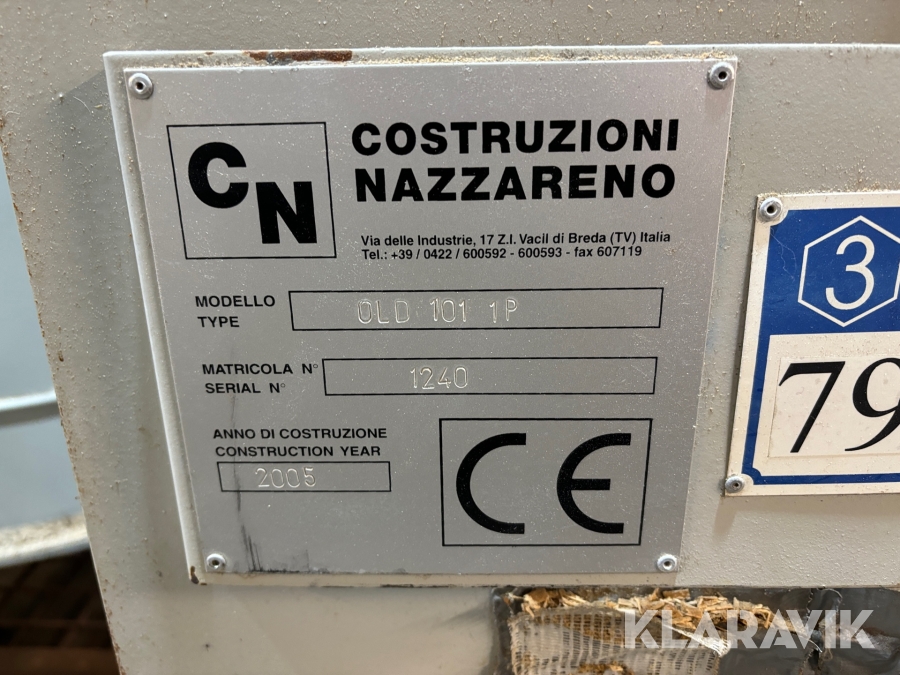 CN
COSTRUZIONI
NAZZARENO
Via delle Industrie, 17 Z.I. Vacil di Breda (TV) Italia
Tel.: +39 / 0422 / 600592 - 600593 - fax 607119
MODELLO
TYPE
OLD 101 1P
MATRICOLA N°
SERIAL N°
1240
ANNO DI COSTRUZIONE
CONSTRUCTION YEAR
2005
CE
3
79
KLARAVIK